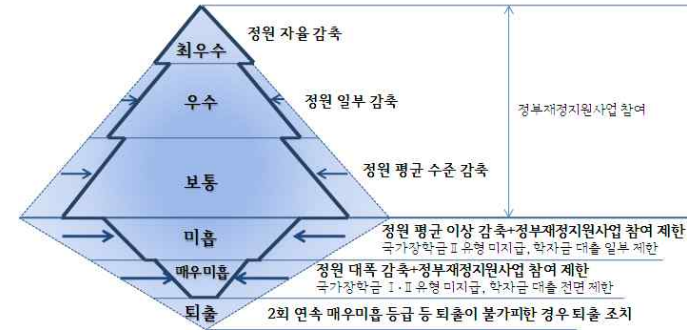 최우수
정원 자율 감축
우수
정원 일부 감축
정부재정지원사업 참여
보통
정원 평균 수준 감축
미흡
정원 평균 이상 감축+정부재정지원사업 참여 제한
국가장학금 Ⅱ 유형 미지급, 학자금 대출 일부 제한
매우미흡
정원 대폭 감축+정부재정지원사업 참여 제한
국가장학금 Ⅰ·Ⅱ 유형 미지급, 학자금 대출 전면 제한
퇴출
2회 연속 매우미흡 등급 등 퇴출이 불가피한 경우 퇴출 조치